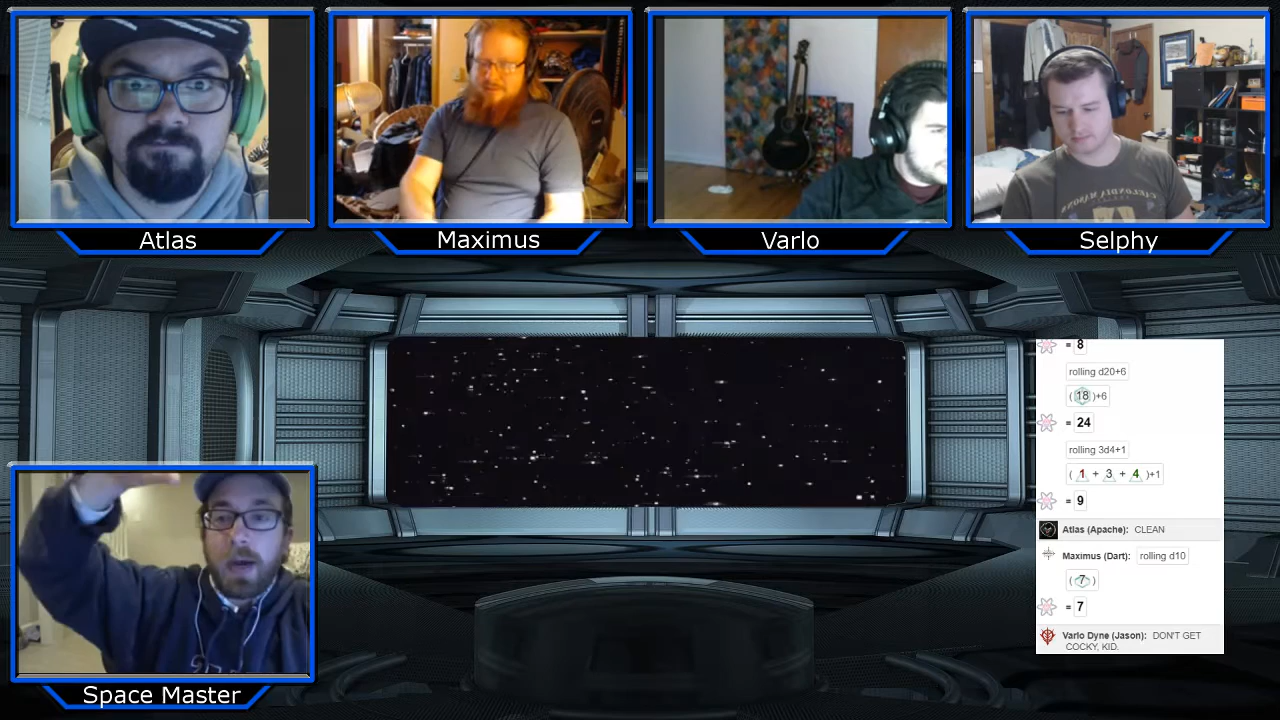 Atlas
Maximus
Varlo
Selphy
Space Master
= 8
rolling d20+6
(18)+6
= 24
rolling 3d4+1
(1 + 3 + 4)+1
= 9
Atlas (Apache): CLEAN
Maximus (Dart): rolling d10
(7)
= 7
Varlo Dyne (Jason): DON'T GET
COCKY, KID.